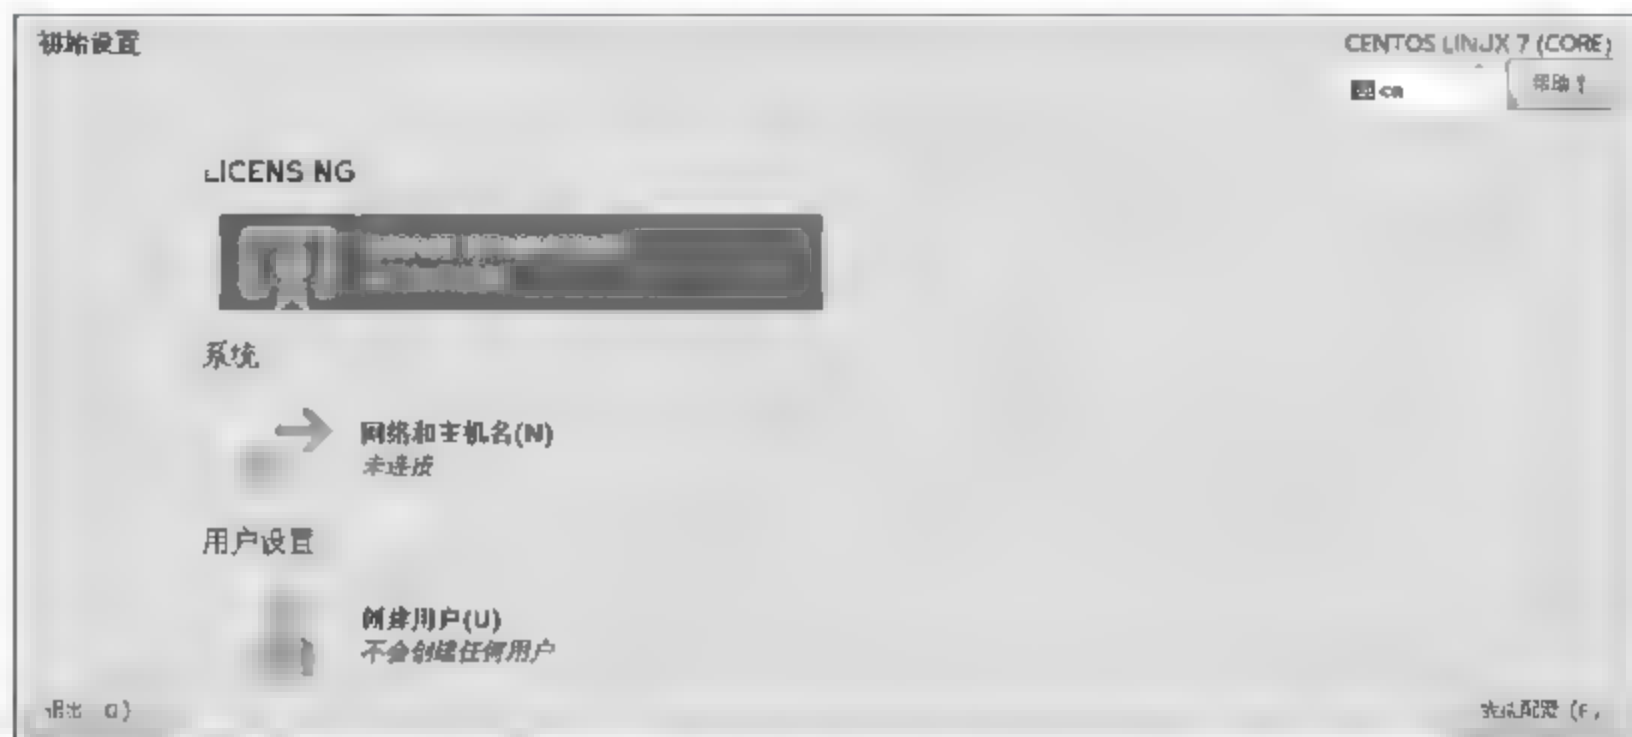 初始设置
CENTOS LINUX 7 (CORE)
cn
帮助
LICENSING
系统
网络和主机名(N)
未连接
用户设置
创建用户(U)
不会创建任何用户
退出 Q)
完成配置 (F